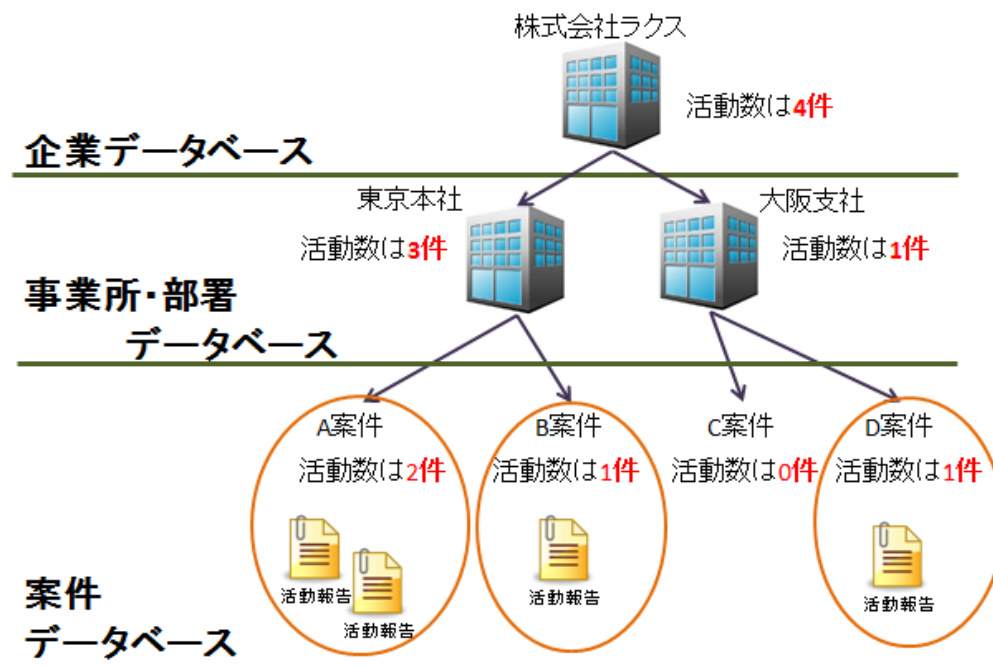 株式会社ラクス
活動数は4件
企業データベース
東京本社
大阪支社
活動数は3件
活動数は1件
事業所・部署
データベース
A案件
B案件
C案件
D案件
活動数は2件
活動数は1件
活動数は0件
活動数は1件
活動報告
活動報告
活動報告
活動報告
案件
データベース